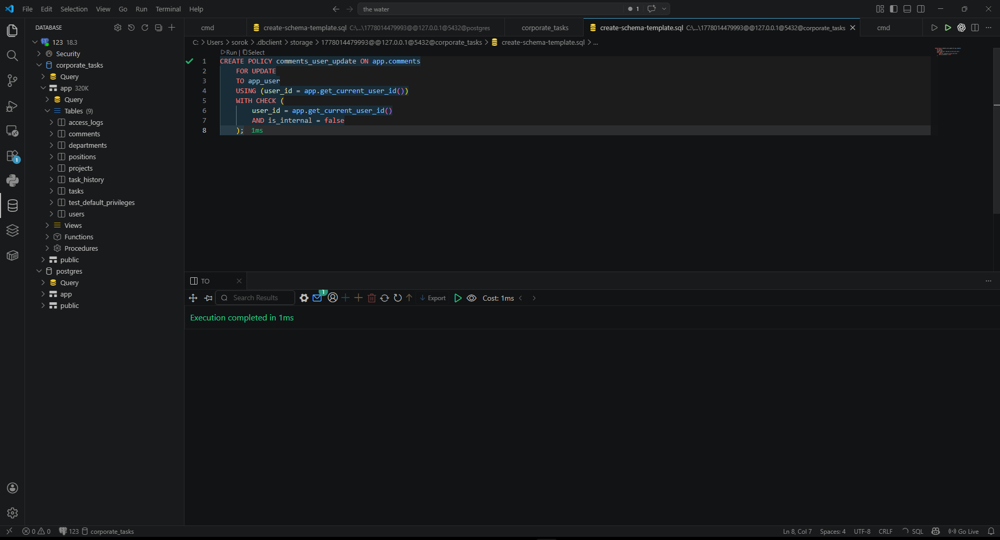 File Edit Selection View Go Run Terminal Help
the water
1
DATABASE
123 18.3
Security
corporate_tasks
Query
app 320K
Query
Tables (9)
access_logs
comments
departments
positions
projects
task_history
tasks
test_default_privileges
users
Views
Functions
Procedures
public
postgres
Query
app
public
1
cmd
create-schema-template.sql C:\...\1778014479993@@127.0.0.1@5432@postgres
corporate_tasks
create-schema-template.sql C:\...\1778014479993@@127.0.0.1@5432@corporate_tasks
cmd
C: > Users > sorok > .dbclient > storage > 1778014479993@@127.0.0.1@5432@corporate_tasks > create-schema-template.sql > ...
Run | Select
1 CREATE POLICY comments_user_update ON app.comments
2 FOR UPDATE
3 TO app_user
4 USING (user_id = app.get_current_user_id())
5 WITH CHECK (
6 user_id = app.get_current_user_id()
7 AND is_internal = false
8 ); 1ms
TO
Search Results
1
Export
Cost: 1ms
Execution completed in 1ms
0 0 123 corporate_tasks
Ln 8, Col 7 Spaces: 4 UTF-8 CRLF SQL Go Live